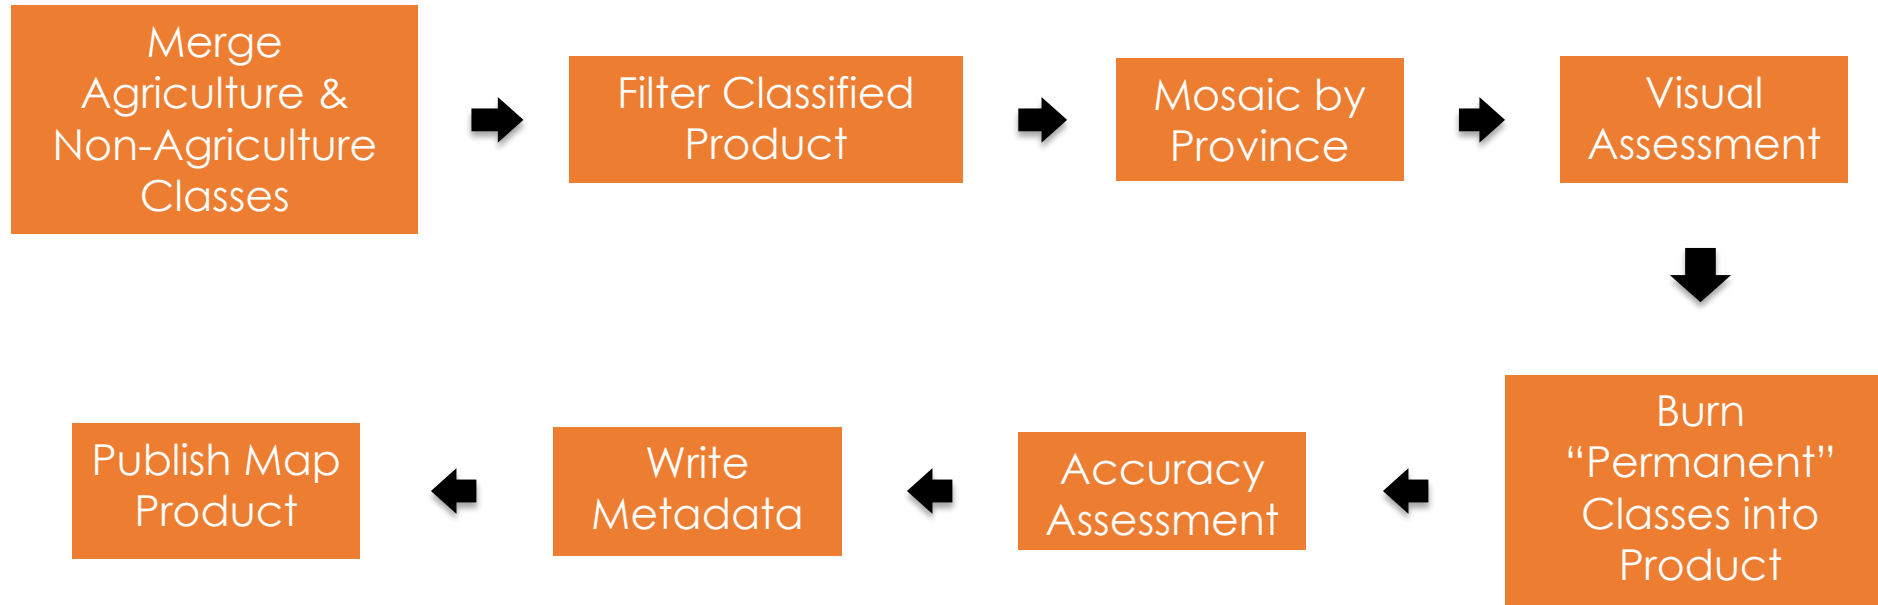 Merge
Agriculture &
Non-Agriculture
Classes
Filter Classified
Product
Mosaic by
Province
Visual
Assessment
Burn
“Permanent”
Classes into
Product
Accuracy
Assessment
Write
Metadata
Publish Map
Product